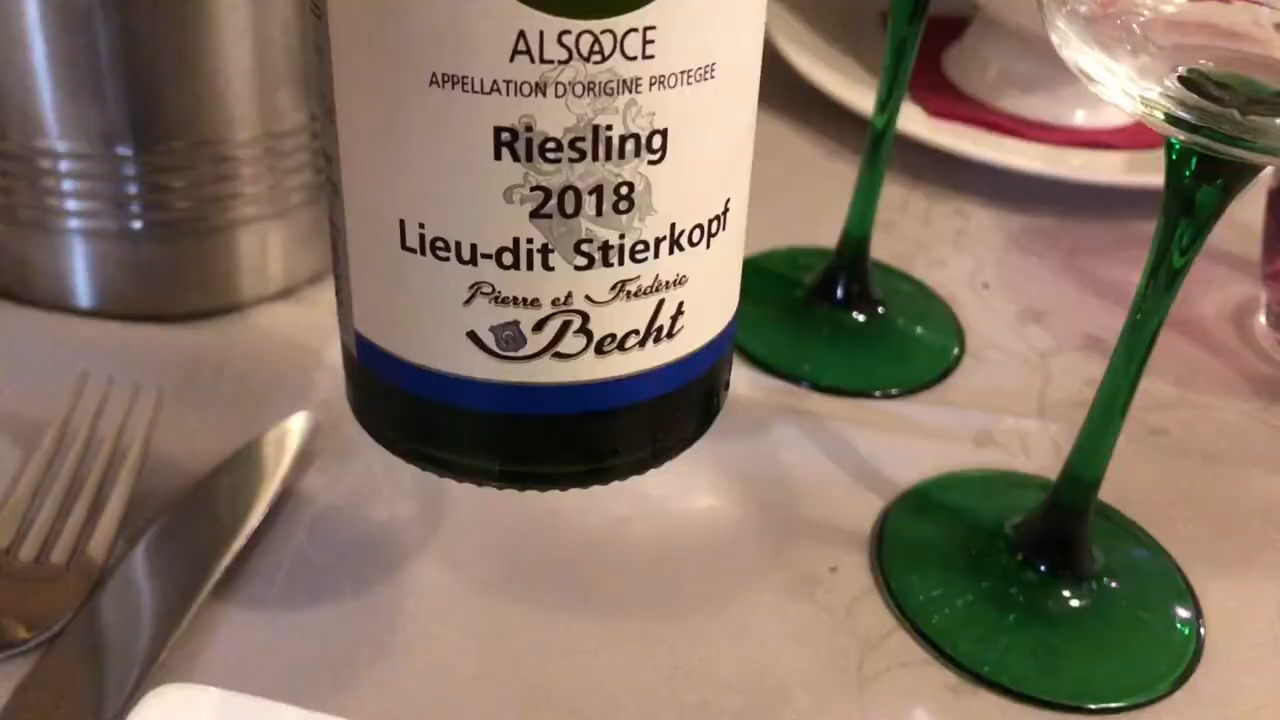 ALSACE
APPELLATION D'ORIGINE PROTEGEE
Riesling
2018
Lieu-dit Stierkopf
Pierre et Frédéric
Becht